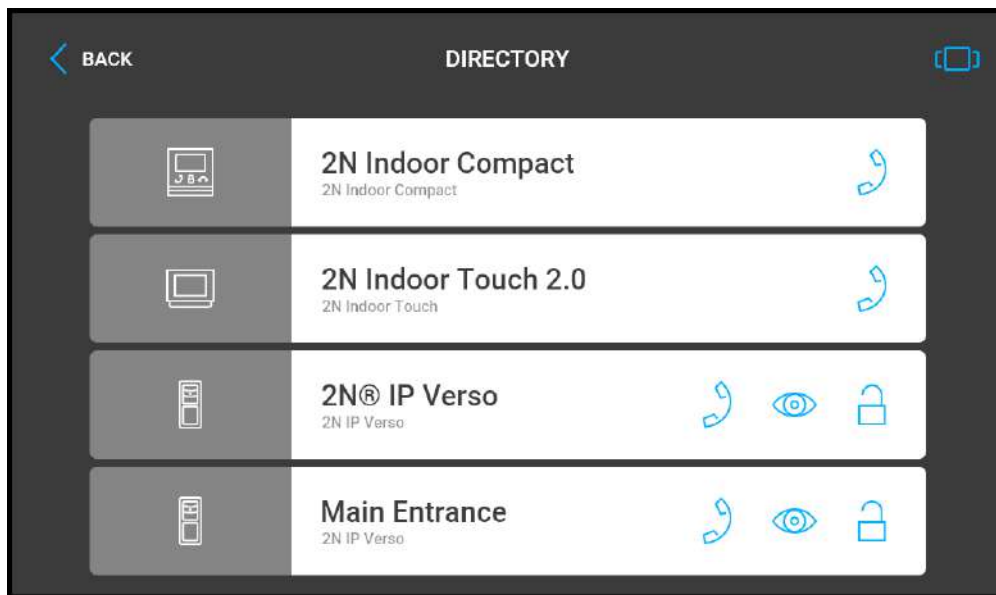 BACK
DIRECTORY
2N Indoor Compact
2N Indoor Compact
2N Indoor Touch 2.0
2N Indoor Touch
2N® IP Verso
2N IP Verso
Main Entrance
2N IP Verso